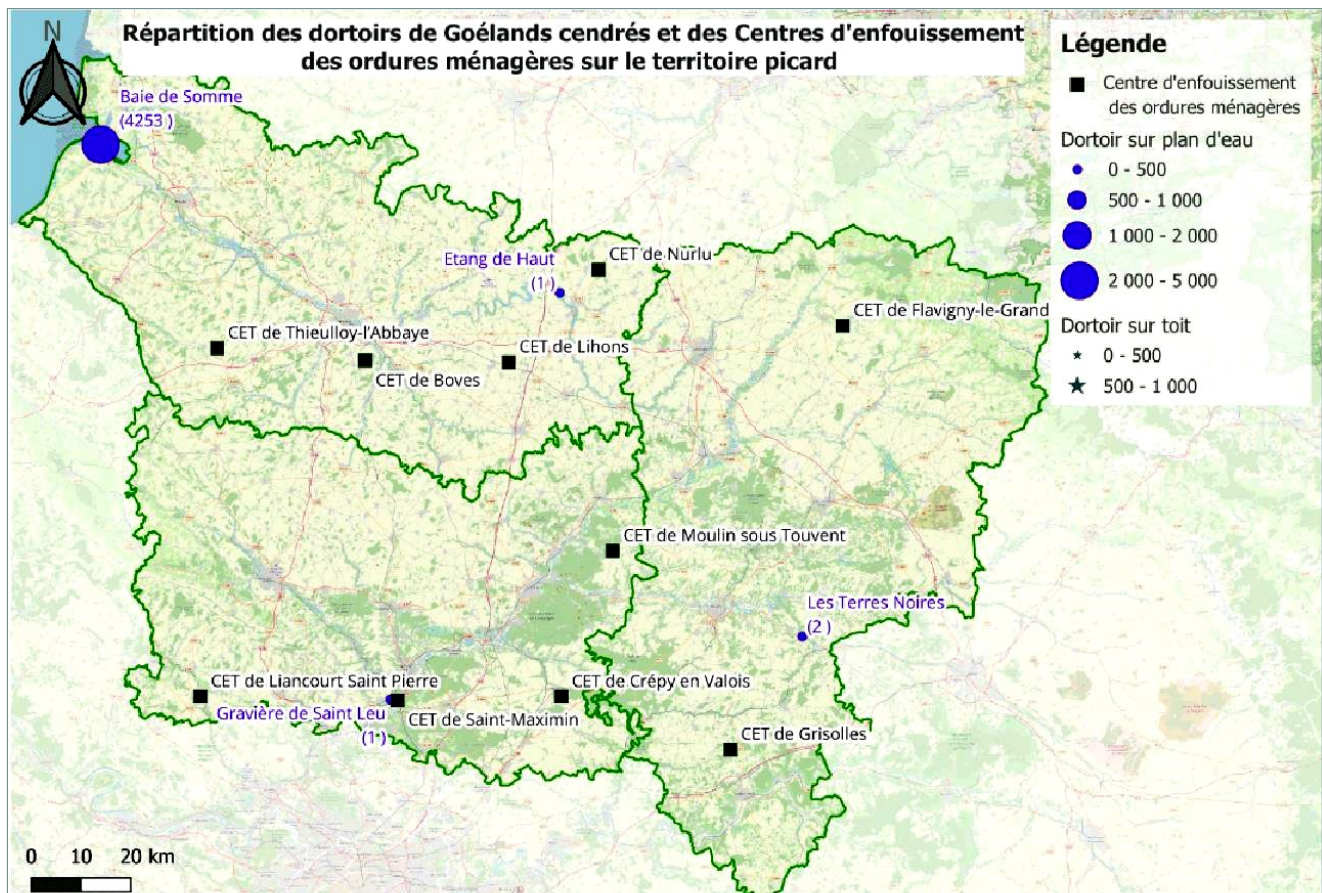 N
Répartition des dortoirs de Goélands cendrés et des Centres d'enfouissement
des ordures ménagères sur le territoire picard
Légende
Centre d'enfouissement
des ordures ménagères
Dortoir sur plan d'eau
0 - 500
500 - 1 000
1 000 - 2 000
2 000 - 5 000
Dortoir sur toit
0 - 500
500 - 1 000
Baie de Somme
(4253 )
Etang de Haut
(1 )
CET de Nurlu
CET de Flavigny-le-Grand
CET de Thieulloy-l'Abbaye
CET de Boves
CET de Lihons
CET de Moulin sous Touvent
Les Terres Noires
(2 )
CET de Liancourt Saint Pierre
Gravière de Saint Leu
(1 )
CET de Saint-Maximin
CET de Crépy en Valois
CET de Grisolles
0 10 20 km